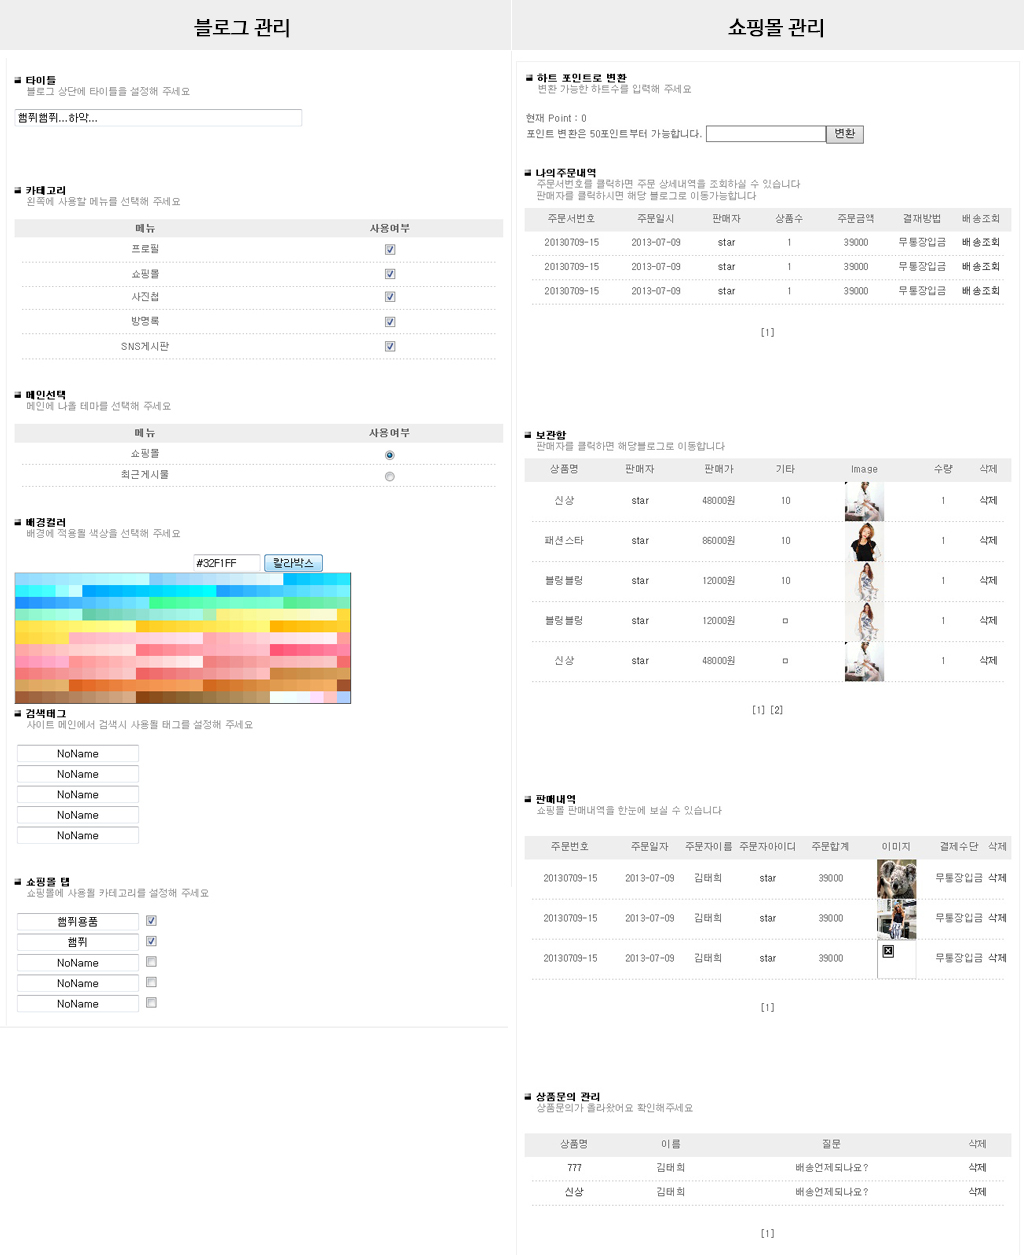 블로그 관리
타이틀
블로그 상단에 타이틀을 설정해 주세요
햄퓌햄퓌...하악...
카테고리
왼쪽에 사용할 메뉴를 선택해 주세요
메뉴 사용여부
프로필
쇼핑몰
사진첩
방명록
SNS게시판
메인선택
메인에 나올 테마를 선택해 주세요
메뉴 사용여부
쇼핑몰
최근게시물
배경컬러
배경에 적용될 색상을 선택해 주세요
#32F1FF 칼라박스
검색태그
사이트 메인에서 검색시 사용될 태그를 설정해 주세요
NoName
NoName
NoName
NoName
NoName
쇼핑몰 탭
쇼핑몰에 사용될 카테고리를 설정해 주세요
햄퓌용품
햄퓌
NoName
NoName
NoName
쇼핑몰 관리
하트 포인트로 변환
변환 가능한 하트수를 입력해 주세요
현재 Point : 0
포인트 변환은 50포인트부터 가능합니다. 변환
나의주문내역
주문서번호를 클릭하면 주문 상세내역을 조회하실 수 있습니다
판매자를 클릭하시면 해당 블로그로 이동가능합니다
주문서번호 주문일시 판매자 상품수 주문금액 결재방법 배송조회
20130709-15 2013-07-09 star 1 39000 무통장입금 배송조회
20130709-15 2013-07-09 star 1 39000 무통장입금 배송조회
20130709-15 2013-07-09 star 1 39000 무통장입금 배송조회
[1]
보관함
판매자를 클릭하면 해당블로그로 이동합니다
상품명 판매자 판매가 기타 Image 수량 삭제
신상 star 48000원 10 1 삭제
패션스타 star 86000원 10 1 삭제
블링블링 star 12000원 10 1 삭제
블링블링 star 12000원 ㅁ 1 삭제
신상 star 48000원 ㅁ 1 삭제
[1] [2]
판매내역
쇼핑몰 판매내역을 한눈에 보실 수 있습니다
주문번호 주문일자 주문자이름 주문자아이디 주문합계 이미지 결제수단 삭제
20130709-15 2013-07-09 김태희 star 39000 무통장입금 삭제
20130709-15 2013-07-09 김태희 star 39000 무통장입금 삭제
20130709-15 2013-07-09 김태희 star 39000 무통장입금 삭제
[1]
상품문의 관리
상품문의가 올라왔어요 확인해주세요
상품명 이름 질문 삭제
777 김태희 배송언제되나요? 삭제
신상 김태희 배송언제되나요? 삭제
[1]